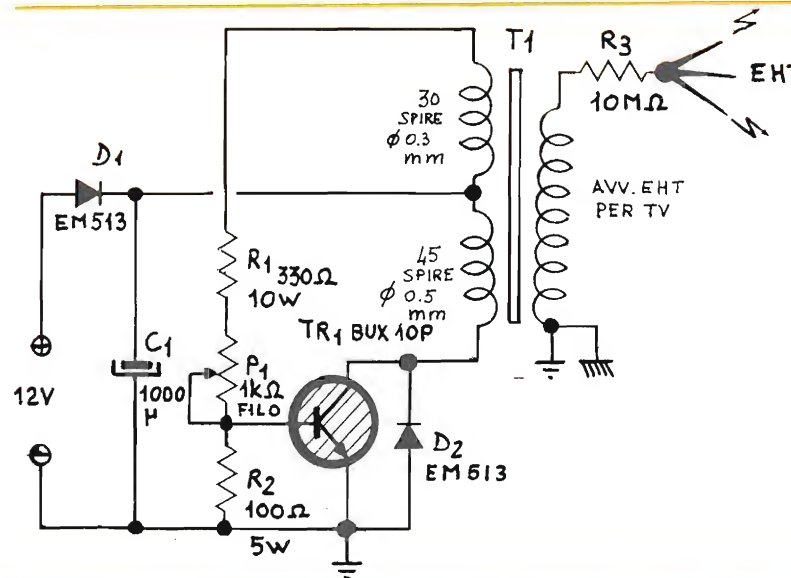 T1
R3
EHT
10MΩ
30
SPIRE
ϕ 0.3
mm
D1
EM513
AVV. EHT
PER TV
R1 330Ω
10W
45
SPIRE
ϕ 0.5
mm
TR1 BUX 10P
C1
P1
12V
1000
μ
1KΩ
FILO
D2
EM513
R2
100Ω
5W